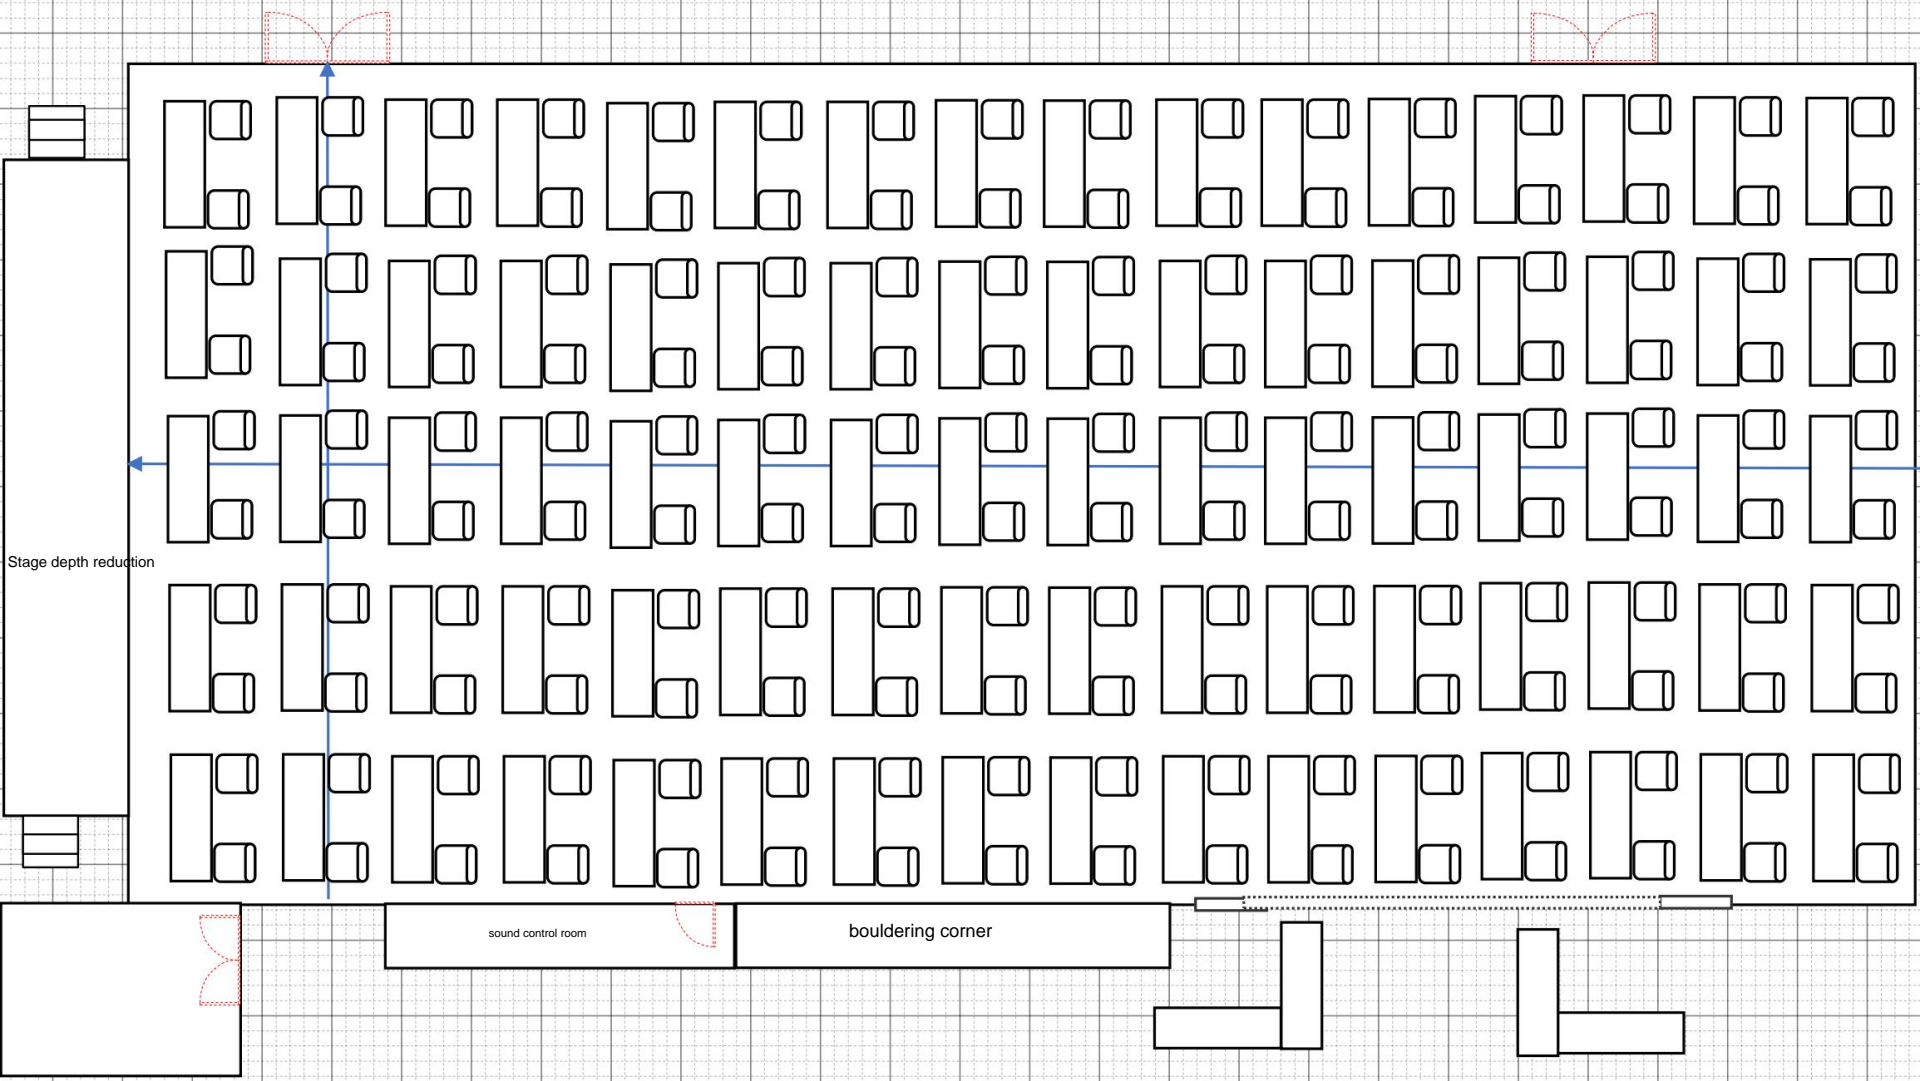 Stage depth reduction
sound control room
bouldering corner